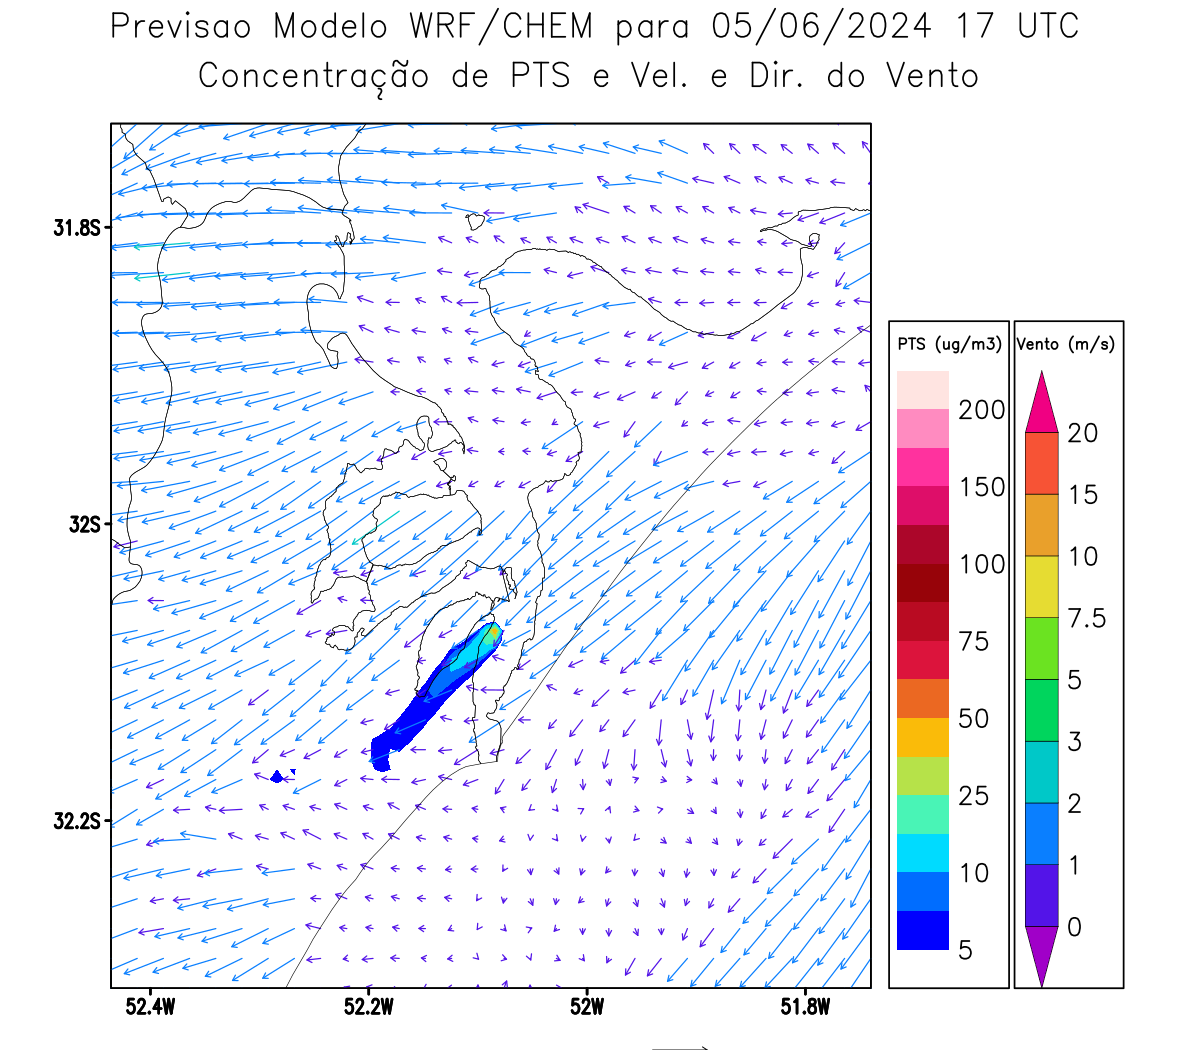 Previsao Modelo WRF/CHEM para 05/06/2024 17 UTC
Concentração de PTS e Vel. e Dir. do Vento
31.8S
32S
32.2S
52.4W 52.2W 52W 51.8W
PTS (ug/m3)
200
150
100
75
50
25
10
5
Vento (m/s)
20
15
10
7.5
5
3
2
1
0